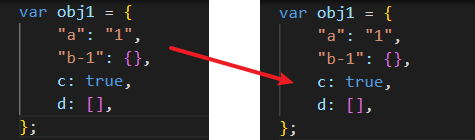 var obj1 = {
    "a": "1",
    "b-1": {},
    c: true,
    d: [],
};
var obj1 = {
    "a": "1",
    "b-1": {},
    c: true,
    d: [],
};